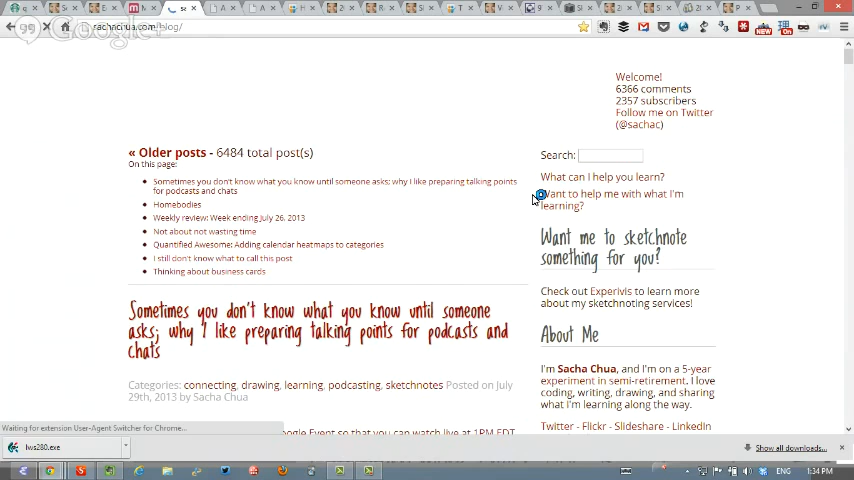 sachachua.com/blog/
Google
NEW
On
Welcome!
6366 comments
2357 subscribers
Follow me on Twitter
(@sachac)
« Older posts - 6484 total post(s)
On this page:
Sometimes you don't know what you know until someone asks; why I like preparing talking points
for podcasts and chats
Homebodies
Weekly review: Week ending July 26, 2013
Not about not wasting time
Quantified Awesome: Adding calendar heatmaps to categories
I still don't know what to call this post
Thinking about business cards
Sometimes you don't know what you know until someone
asks; why I like preparing talking points for podcasts and
chats
Categories: connecting, drawing, learning, podcasting, sketchnotes Posted on July
29th, 2013 by Sacha Chua
Google Event so that you can watch live at 1PM EDT
Search:
What can I help you learn?
Want to help me with what I'm
learning?
Want me to sketchnote
something for you?
Check out Experivis to learn more
about my sketchnoting services!
About Me
I'm Sacha Chua, and I'm on a 5-year
experiment in semi-retirement. I love
coding, writing, drawing, and sharing
what I'm learning along the way.
Twitter - Flickr - Slideshare - LinkedIn
Waiting for extension User-Agent Switcher for Chrome...
lws280.exe
Show all downloads...
ENG
1:34 PM